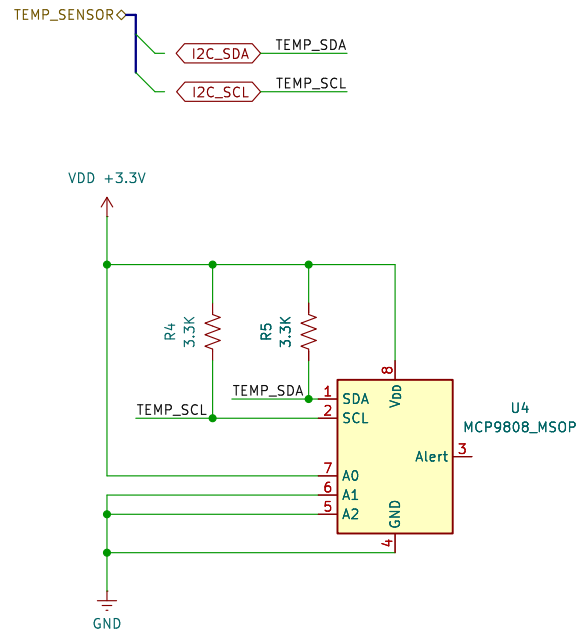 TEMP_SENSOR
I2C_SDA TEMP_SDA
I2C_SCL TEMP_SCL
VDD +3.3V
R4
3.3K
R5
3.3K
TEMP_SDA
TEMP_SCL
1 SDA
2 SCL
7 A0
6 A1
5 A2
8
VDD
Alert 3
GND
4
U4
MCP9808_MSOP
GND